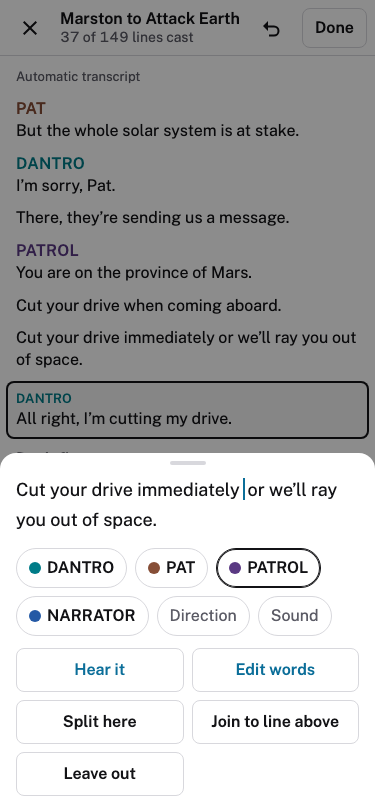 Marston to Attack Earth
37 of 149 lines cast
Done
Automatic transcript
PAT
But the whole solar system is at stake.
DANTRO
I’m sorry, Pat.
There, they’re sending us a message.
PATROL
You are on the province of Mars.
Cut your drive when coming aboard.
Cut your drive immediately or we’ll ray you out
of space.
DANTRO
All right, I’m cutting my drive.
Cut your drive immediately or we’ll ray
you out of space.
DANTRO PAT PATROL
NARRATOR Direction Sound
Hear it Edit words
Split here Join to line above
Leave out